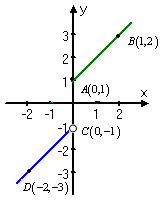 y
3
B(1,2)
2
1
A(0,1)
x
-2 -1 1 2
-1
C(0,-1)
-2
-3
D(-2,-3)